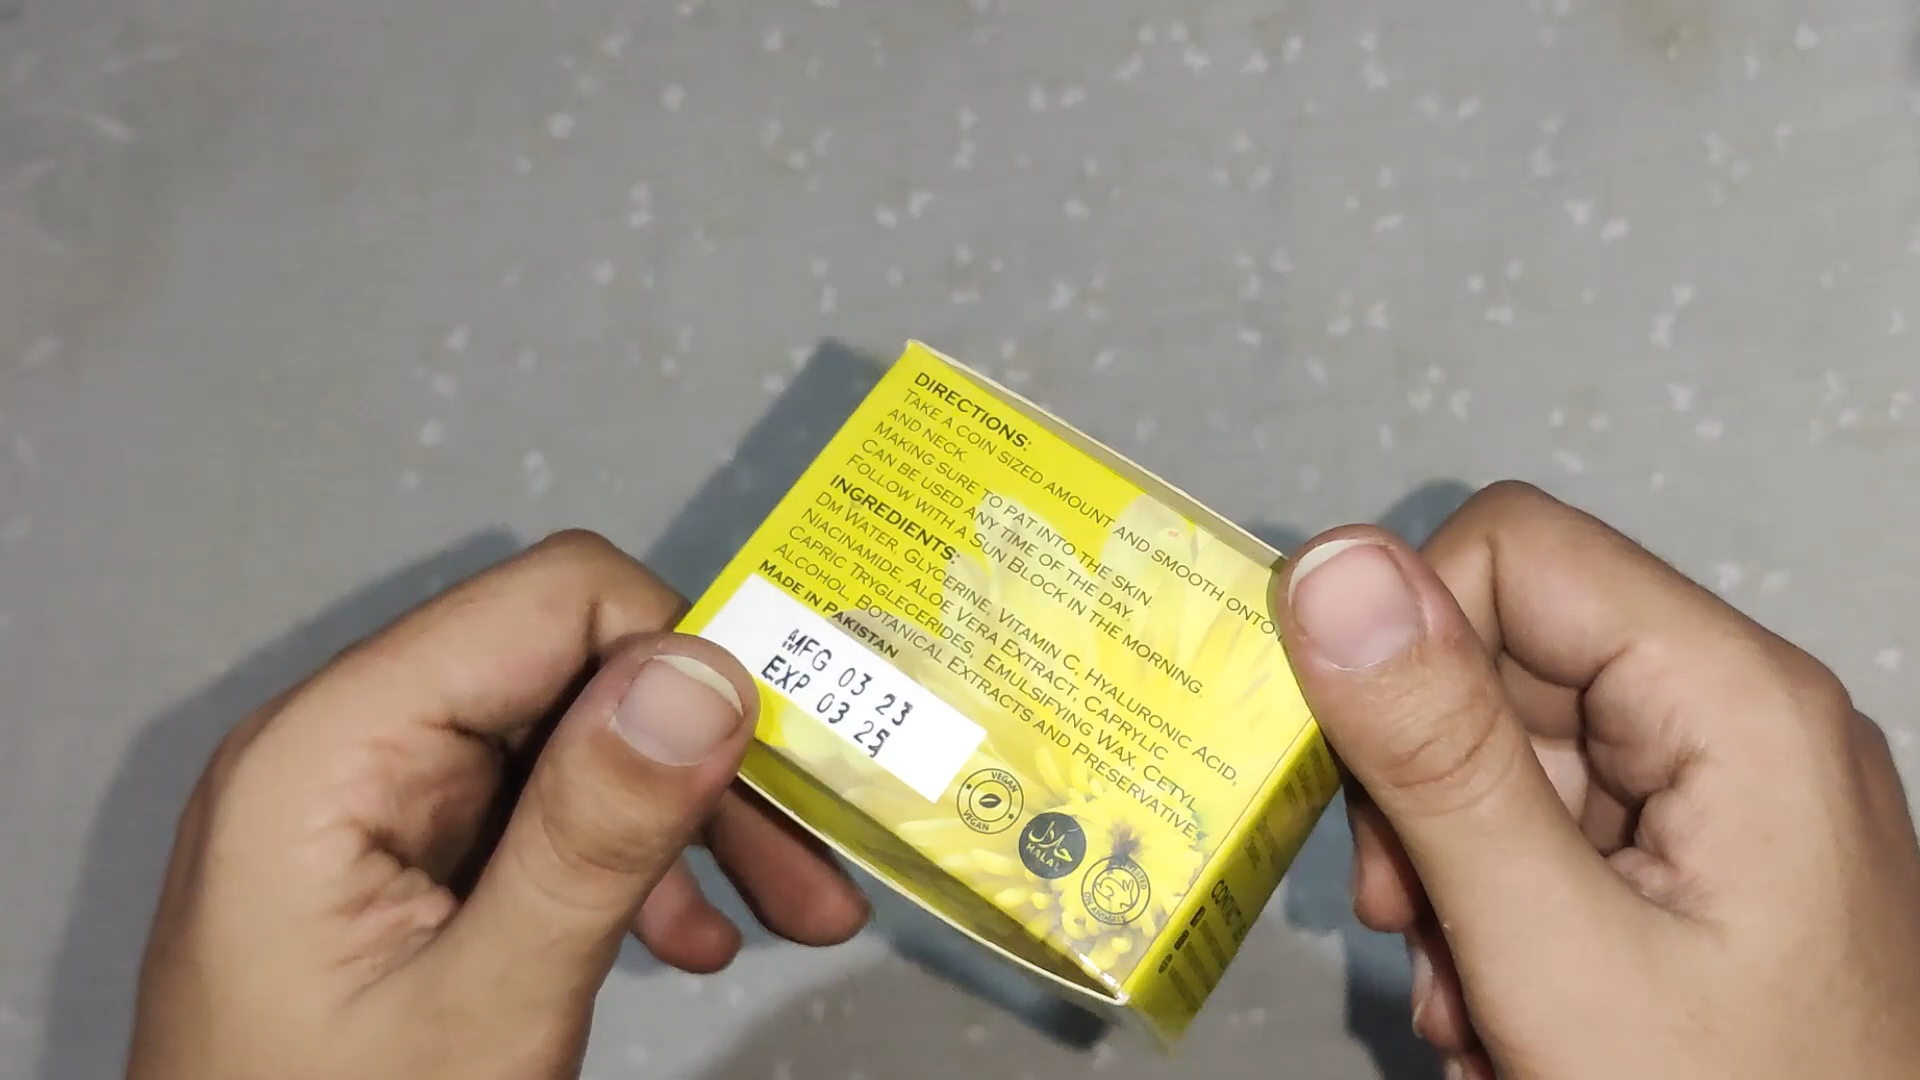 DIRECTIONS:
TAKE A COIN SIZED AMOUNT AND SMOOTH ONTO
AND NECK.
MAKING SURE TO PAT INTO THE SKIN.
CAN BE USED ANY TIME OF THE DAY.
FOLLOW WITH A SUN BLOCK IN THE MORNING.
INGREDIENTS:
DM WATER, GLYCERINE, VITAMIN C, HYALURONIC ACID,
NIACINAMIDE, ALOE VERA EXTRACT, CAPRYLIC
CAPRIC TRYGLECERIDES, EMULSIFYING WAX, CETYL
ALCOHOL, BOTANICAL EXTRACTS AND PRESERVATIVE.
MADE IN PAKISTAN
MFG 03 23
EXP 03 25
VEGAN
VEGAN
حلال
HALAL
ON ANIMALS